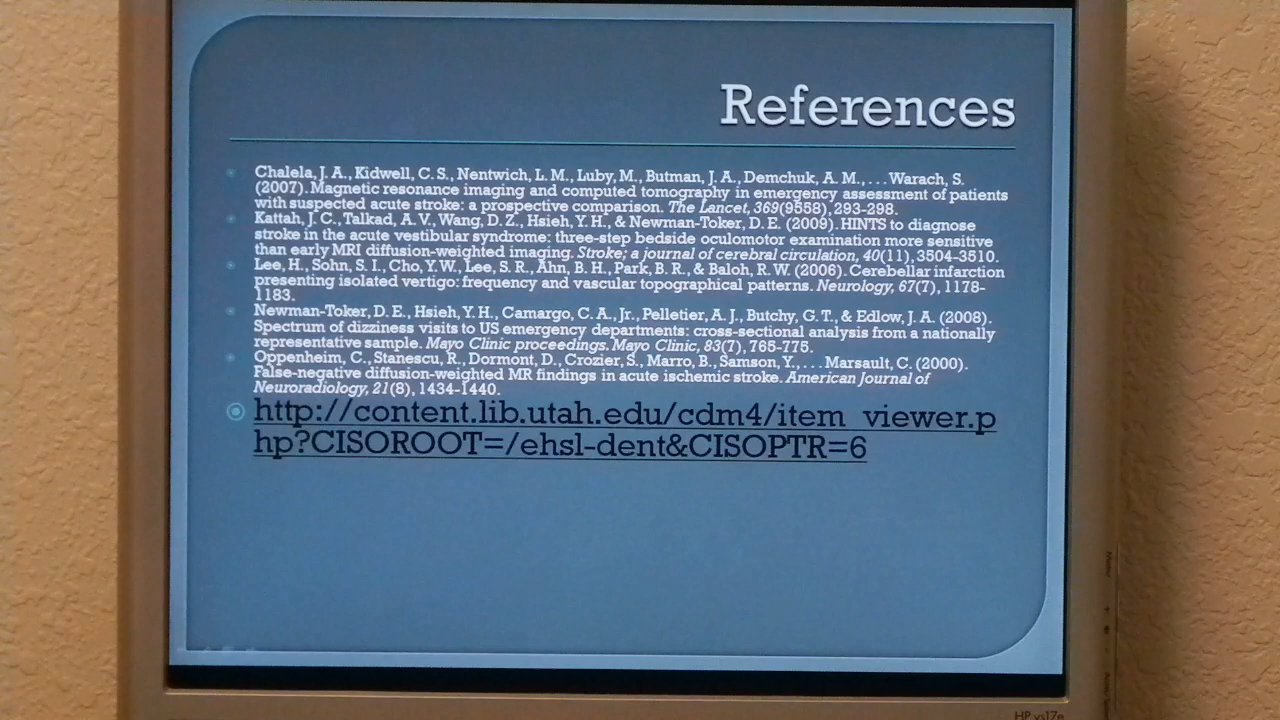 References
Chalela, J. A., Kidwell, C. S., Nentwich, L. M., Luby, M., Butman, J. A., Demchuk, A. M., . . . Warach, S.
(2007). Magnetic resonance imaging and computed tomography in emergency assessment of patients
with suspected acute stroke: a prospective comparison. The Lancet, 369(9558), 293-298.
Kattah, J. C., Talkad, A. V., Wang, D. Z., Hsieh, Y. H., & Newman-Toker, D. E. (2009). HINTS to diagnose
stroke in the acute vestibular syndrome: three-step bedside oculomotor examination more sensitive
than early MRI diffusion-weighted imaging. Stroke; a journal of cerebral circulation, 40(11), 3504-3510.
Lee, H., Sohn, S. I., Cho, Y. W., Lee, S. R., Ahn, B. H., Park, B. R., & Baloh, R. W. (2006). Cerebellar infarction
presenting isolated vertigo: frequency and vascular topographical patterns. Neurology, 67(7), 1178-
1183.
Newman-Toker, D. E., Hsieh, Y. H., Camargo, C. A., Jr., Pelletier, A. J., Butchy, G. T., & Edlow, J. A. (2008).
Spectrum of dizziness visits to US emergency departments: cross-sectional analysis from a nationally
representative sample. Mayo Clinic proceedings. Mayo Clinic, 83(7), 765-775.
Oppenheim, C., Stanescu, R., Dormont, D., Crozier, S., Marro, B., Samson, Y., . . . Marsault, C. (2000).
False-negative diffusion-weighted MR findings in acute ischemic stroke. American Journal of
Neuroradiology, 21(8), 1434-1440.
http://content.lib.utah.edu/cdm4/item_viewer.p
hp?CISOROOT=/ehsl-dent&CISOPTR=6
HP